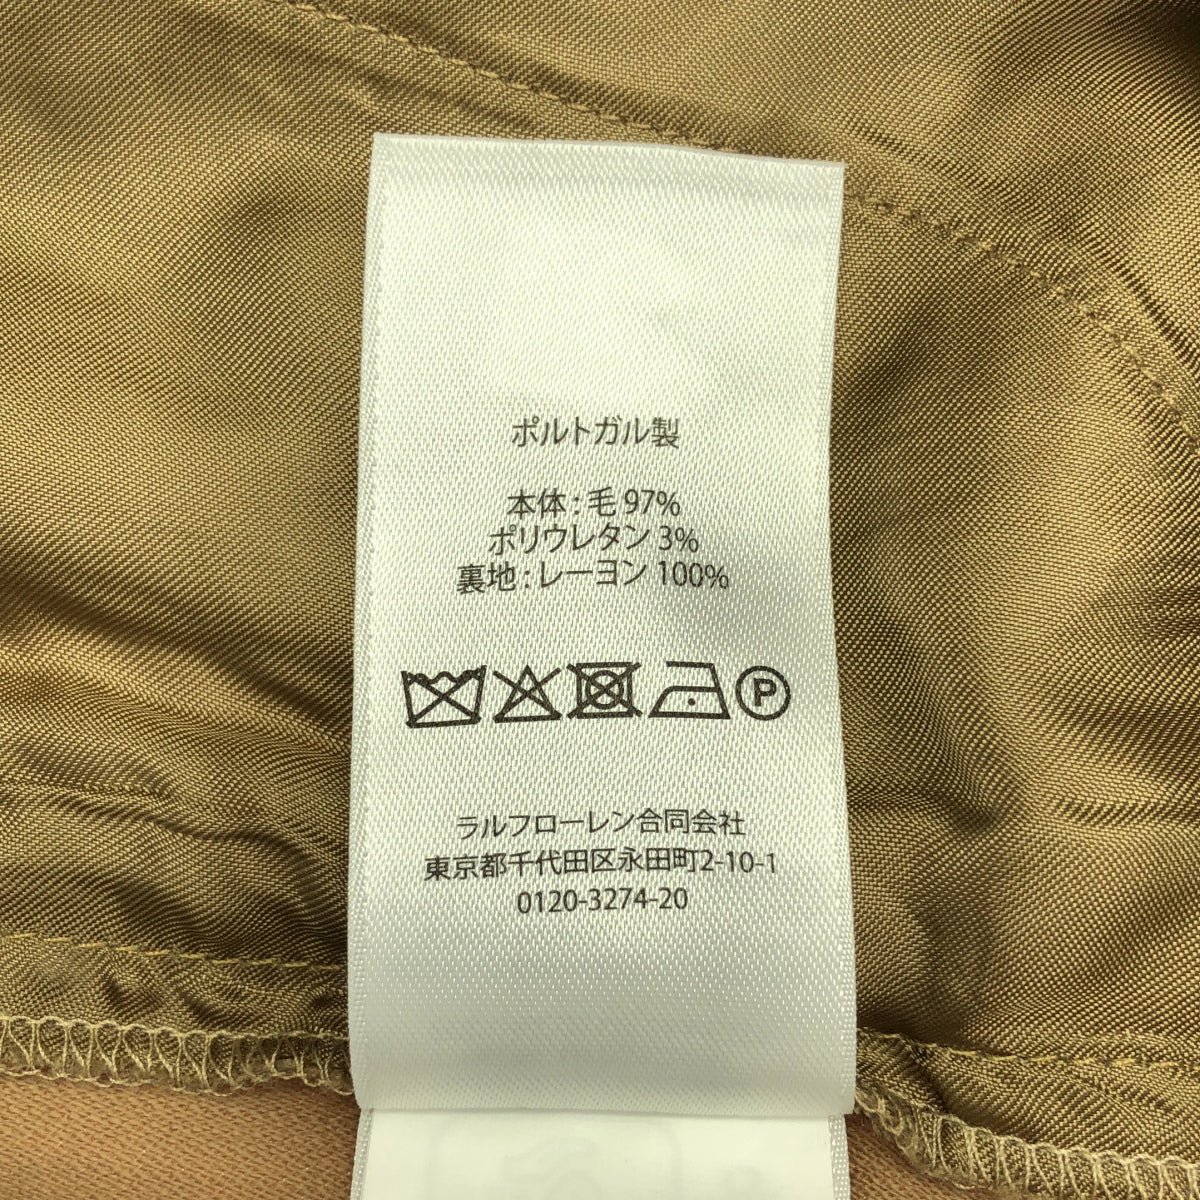 ポルトガル製
本体 : 毛 97%
ポリウレタン 3%
裏地 : レーヨン 100%
P
ラルフローレン合同会社
東京都千代田区永田町2-10-1
0120-3274-20